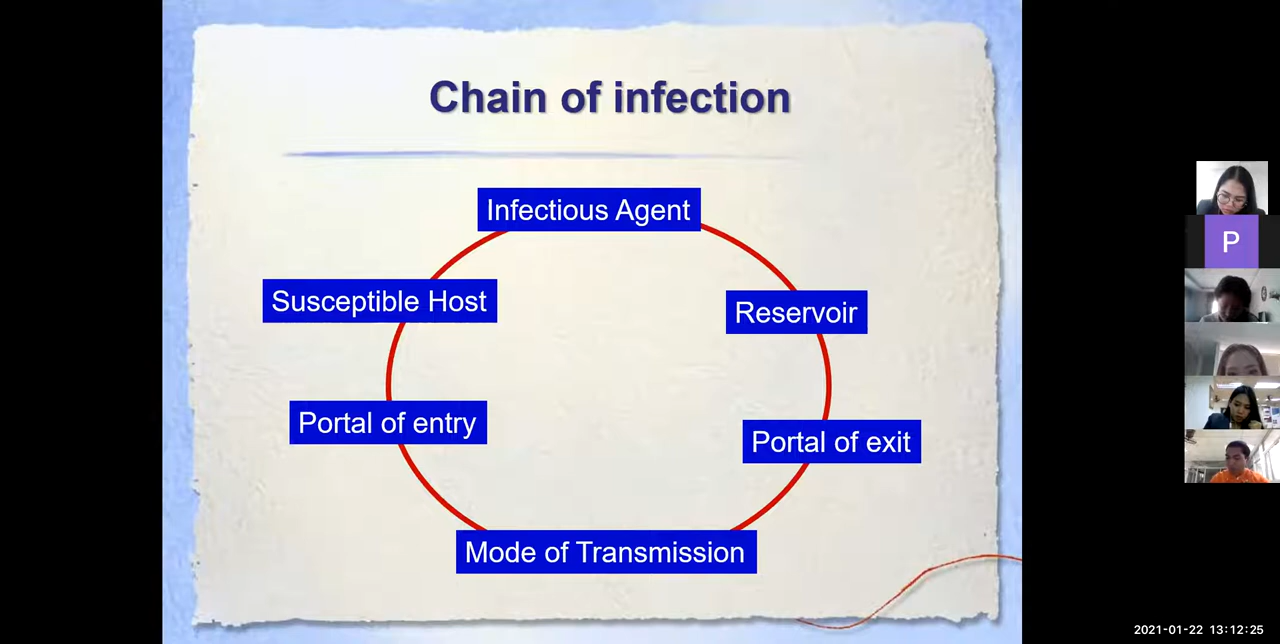 Chain of infection
Infectious Agent
Susceptible Host
Reservoir
Portal of entry
Portal of exit
Mode of Transmission
P
2021-01-22 13:12:25